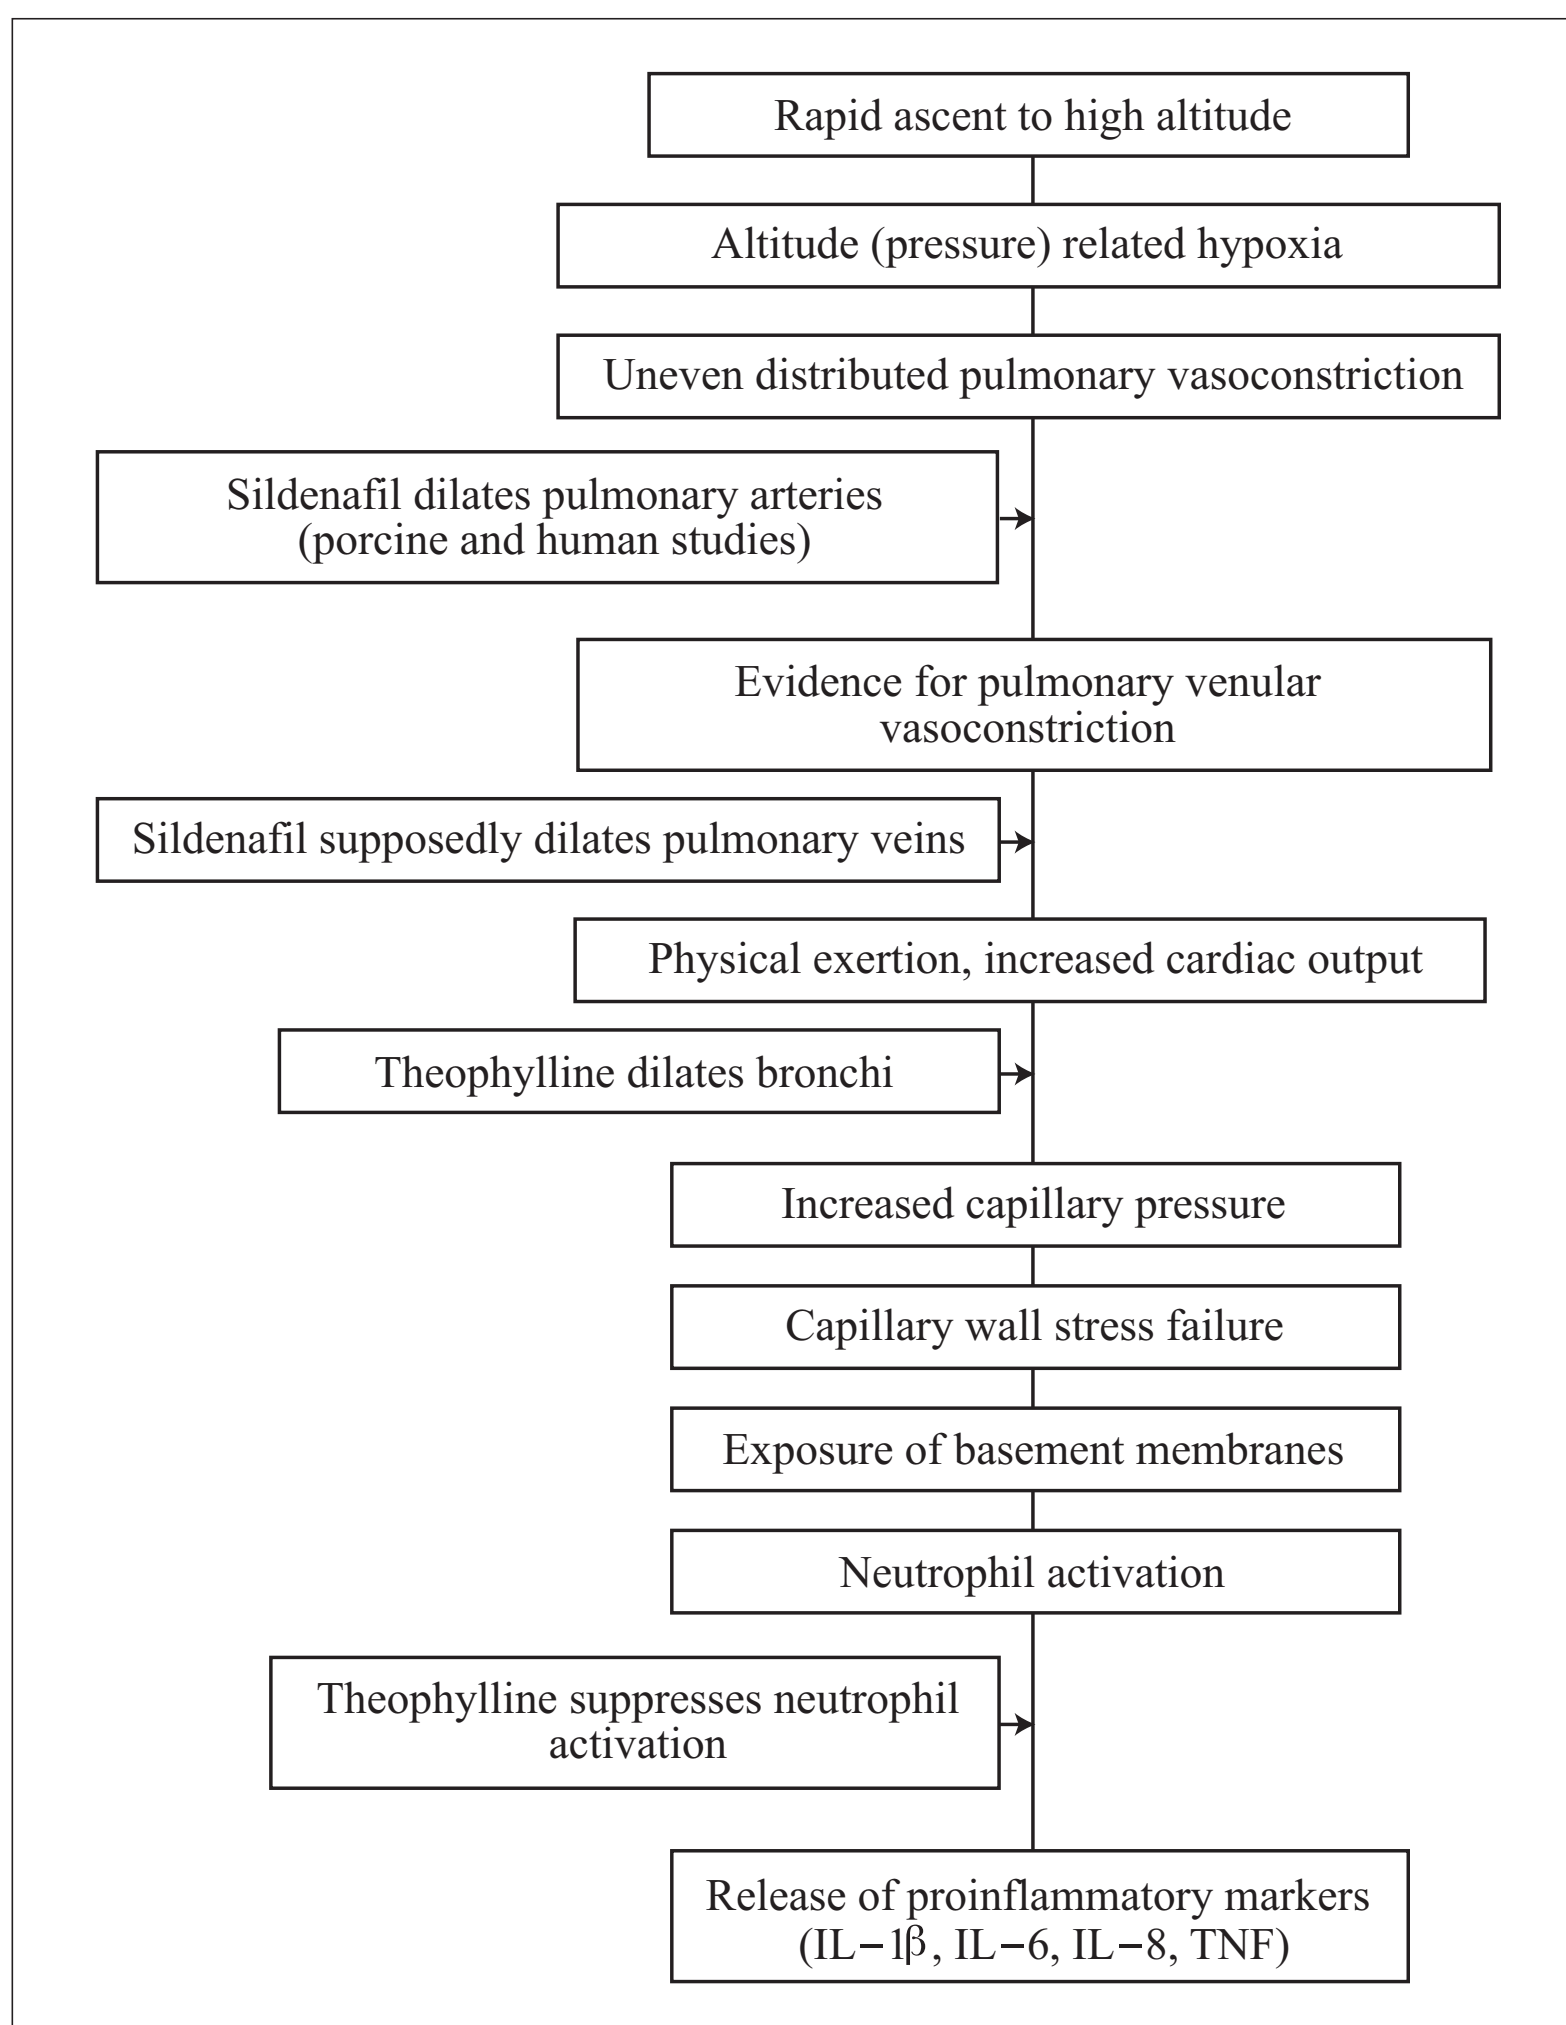 Rapid ascent to high altitude
Altitude (pressure) related hypoxia
Uneven distributed pulmonary vasoconstriction
Sildenafil dilates pulmonary arteries
(porcine and human studies)
Evidence for pulmonary venular
vasoconstriction
Sildenafil supposedly dilates pulmonary veins
Physical exertion, increased cardiac output
Theophylline dilates bronchi
Increased capillary pressure
Capillary wall stress failure
Exposure of basement membranes
Neutrophil activation
Theophylline suppresses neutrophil
activation
Release of proinflammatory markers
(IL−1β, IL−6, IL−8, TNF)